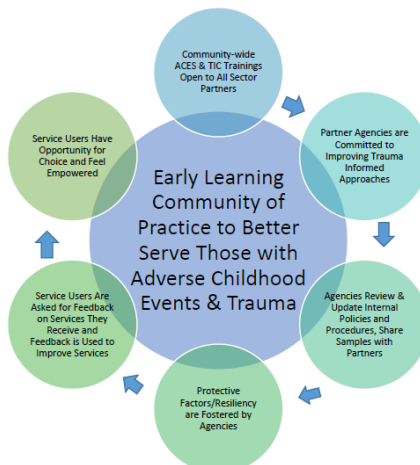 Community-wide
ACES & TIC Trainings
Open to All Sector
Partners
Partner Agencies are
Committed to
Improving Trauma
Informed
Approaches
Agencies Review &
Update Internal
Policies and
Procedures, Share
Samples with
Partners
Protective
Factors/Resiliency
are Fostered by
Agencies
Service Users Are
Asked for Feedback
on Services They
Receive and
Feedback is Used to
Improve Services
Service Users Have
Opportunity for
Choice and Feel
Empowered
Early Learning
Community of
Practice to Better
Serve Those with
Adverse Childhood
Events & Trauma